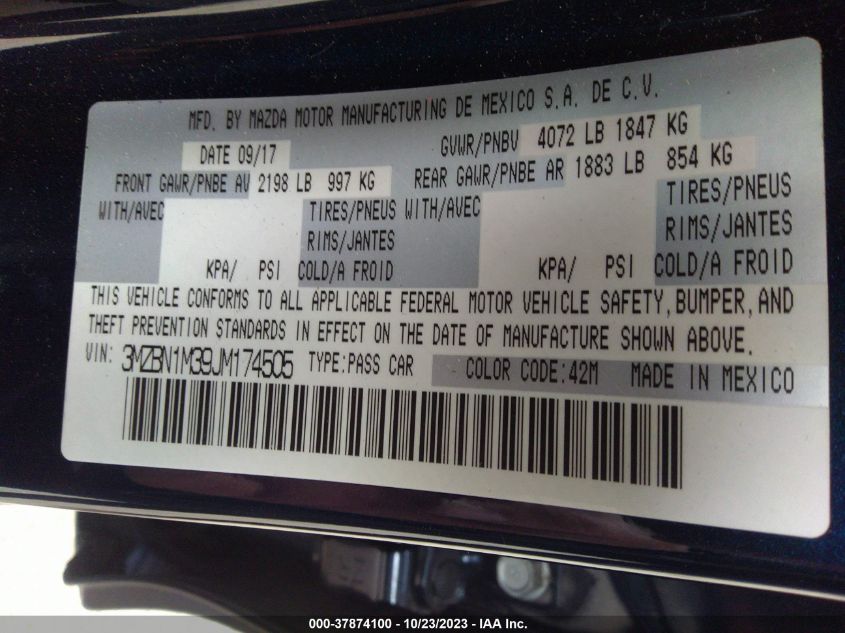 MFD. BY MAZDA MOTOR MANUFACTURING DE MEXICO S.A. DE C.V.
DATE 09/17 GVWR/PNBV 4072 LB 1847 KG
FRONT GAWR/PNBE AV 2198 LB 997 KG REAR GAWR/PNBE AR 1883 LB 854 KG
WITH/AVEC TIRES/PNEUS WITH/AVEC TIRES/PNEUS
RIMS/JANTES RIMS/JANTES
KPA/ PSI COLD/A FROID KPA/ PSI COLD/A FROID
THIS VEHICLE CONFORMS TO ALL APPLICABLE FEDERAL MOTOR VEHICLE SAFETY, BUMPER, AND
THEFT PREVENTION STANDARDS IN EFFECT ON THE DATE OF MANUFACTURE SHOWN ABOVE.
VIN: 3MZBN1M39JM174505 TYPE:PASS CAR COLOR CODE:42M MADE IN MEXICO
000-37874100 - 10/23/2023 - IAA Inc.